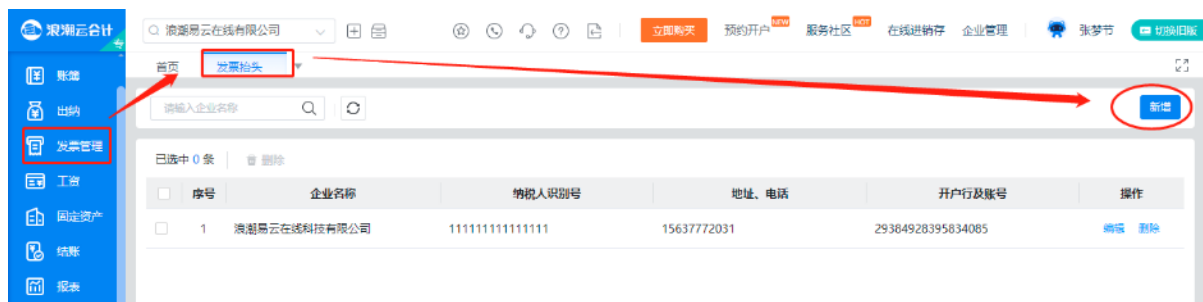 浪潮云会计
浪潮易云在线有限公司
立即购买
预约开户
NEW
服务社区
HOT
在线进销存
企业管理
张梦节
切换旧版
账簿
出纳
发票管理
工资
固定资产
结账
报表
首页
发票抬头
请输入企业名称
新增
已选中 0 条
删除
序号 企业名称 纳税人识别号 地址、电话 开户行及账号 操作
1 浪潮易云在线科技有限公司 111111111111111 15637772031 29384928395834085 编辑 删除